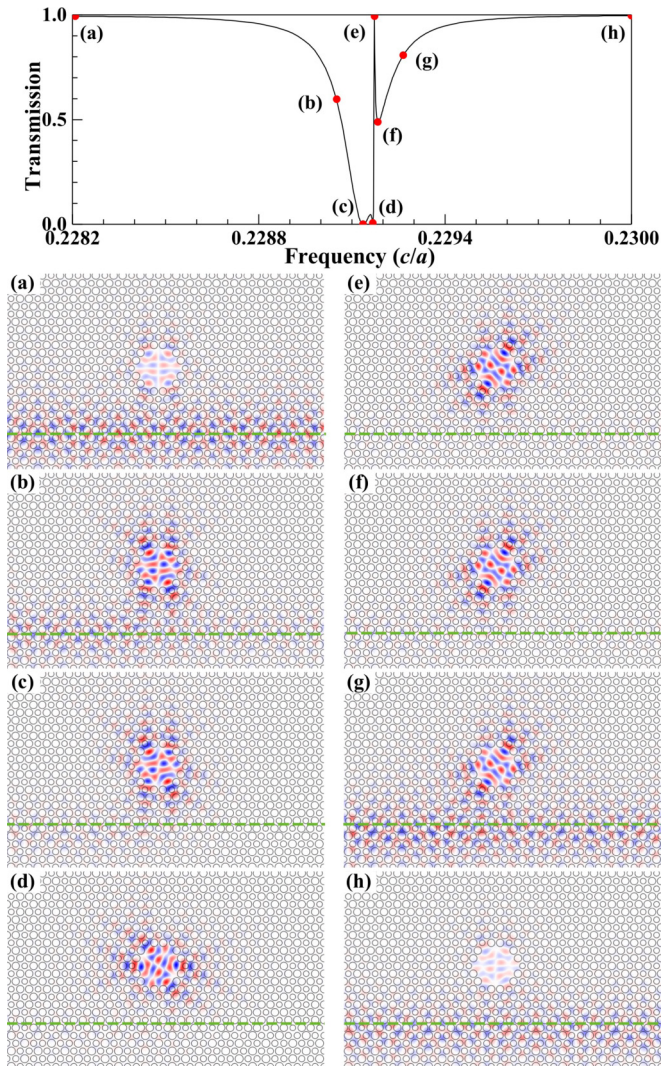 1.0
(a)
(e)
(h)
(g)
Transmission
(b)
0.5
(f)
(c)
(d)
0.0
0.2282
0.2288
0.2294
0.2300
Frequency (c/a)
(a)
(e)
(b)
(f)
(c)
(g)
(d)
(h)